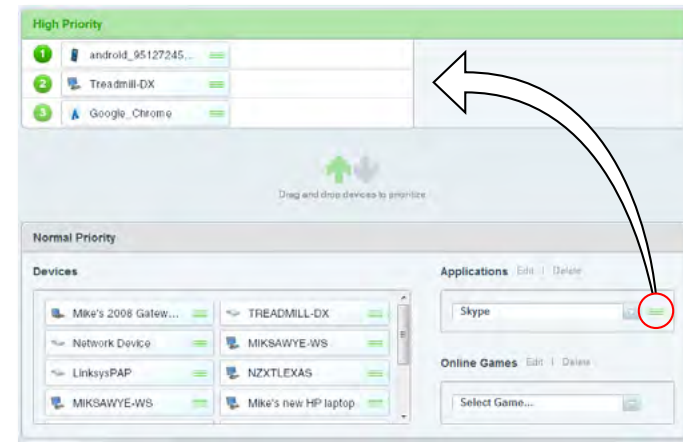 High Priority
1 android_95127245...
2 Treadmill-DX
3 Google_Chrome
Drag and drop devices to prioritize
Normal Priority
Devices
Mike's 2008 Gatew...
TREADMILL-DX
Network Device
MIKSAWYE-WS
LinksysPAP
NZXTLEXAS
MIKSAWYE-WS
Mike's new HP laptop
Applications Edit | Delete
Skype
Online Games Edit | Delete
Select Game...